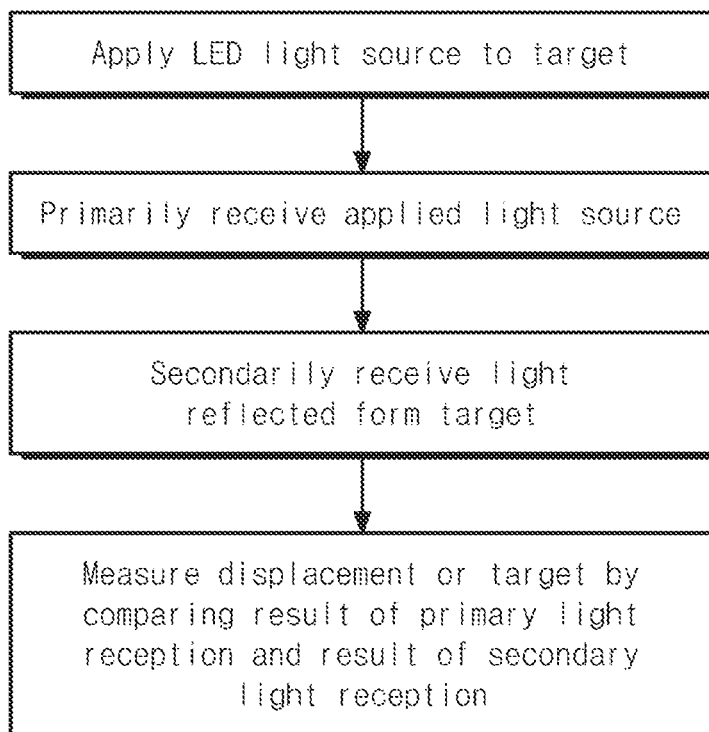 Apply LED light source to target
Primarily receive applied light source
Secondarily receive light
reflected form target
Measure displacement or target by
comparing result of primary light
reception and result of secondary
light reception